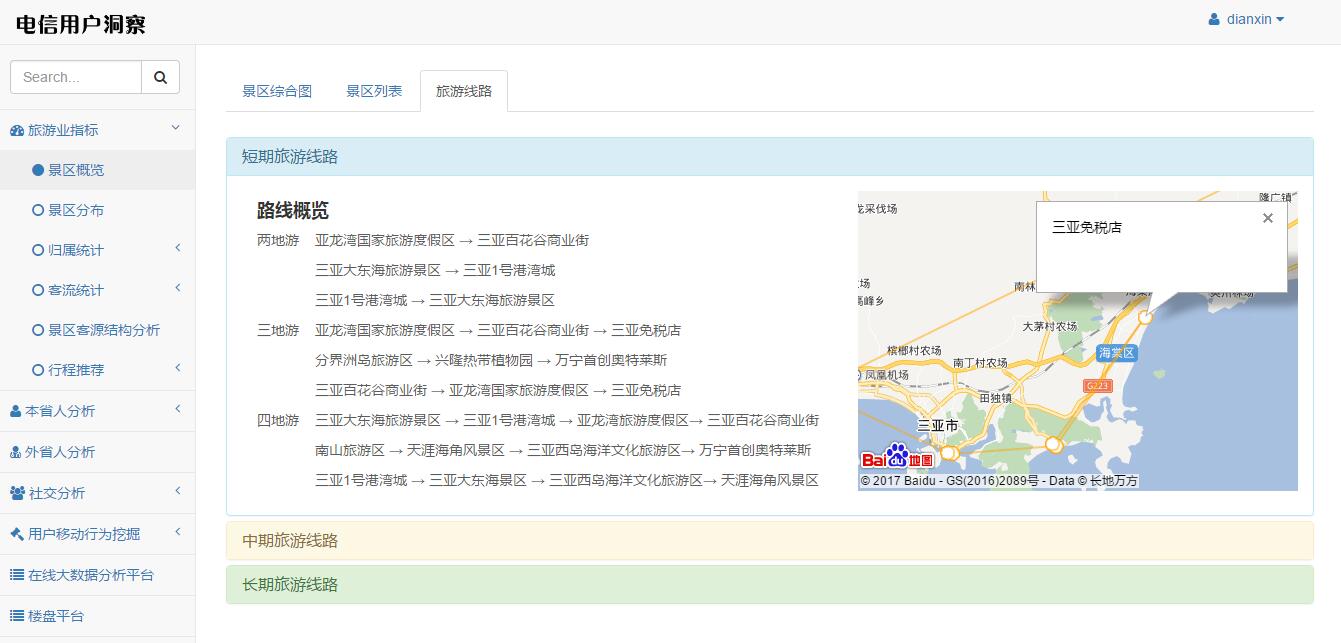 电信用户洞察
dianxin
Search...
旅游业指标
景区概览
景区分布
归属统计
客流统计
景区客源结构分析
行程推荐
本省人分析
外省人分析
社交分析
用户移动行为挖掘
在线大数据分析平台
楼盘平台
景区综合图
景区列表
旅游线路
短期旅游线路
路线概览
两地游 亚龙湾国家旅游度假区 → 三亚百花谷商业街
三亚大东海旅游景区 → 三亚1号港湾城
三亚1号港湾城 → 三亚大东海旅游景区
三地游 亚龙湾国家旅游度假区 → 三亚百花谷商业街 → 三亚免税店
分界洲岛旅游区 → 兴隆热带植物园 → 万宁首创奥特莱斯
三亚百花谷商业街 → 亚龙湾国家旅游度假区 → 三亚免税店
四地游 三亚大东海旅游景区 → 三亚1号港湾城 → 亚龙湾旅游度假区→ 三亚百花谷商业街
南山旅游区 → 天涯海角风景区 → 三亚西岛海洋文化旅游区→ 万宁首创奥特莱斯
三亚1号港湾城 → 三亚大东海景区 → 三亚西岛海洋文化旅游区→ 天涯海角风景区
隆广镇
龙采伐场
三亚免税店
×
场
高峰乡
南林
大茅村农场
槟榔村农场
南丁村农场
海棠区
凤凰机场
G223
田独镇
三亚市
Bai du 地图
© 2017 Baidu - GS(2016)2089号 - Data © 长地万方
中期旅游线路
长期旅游线路